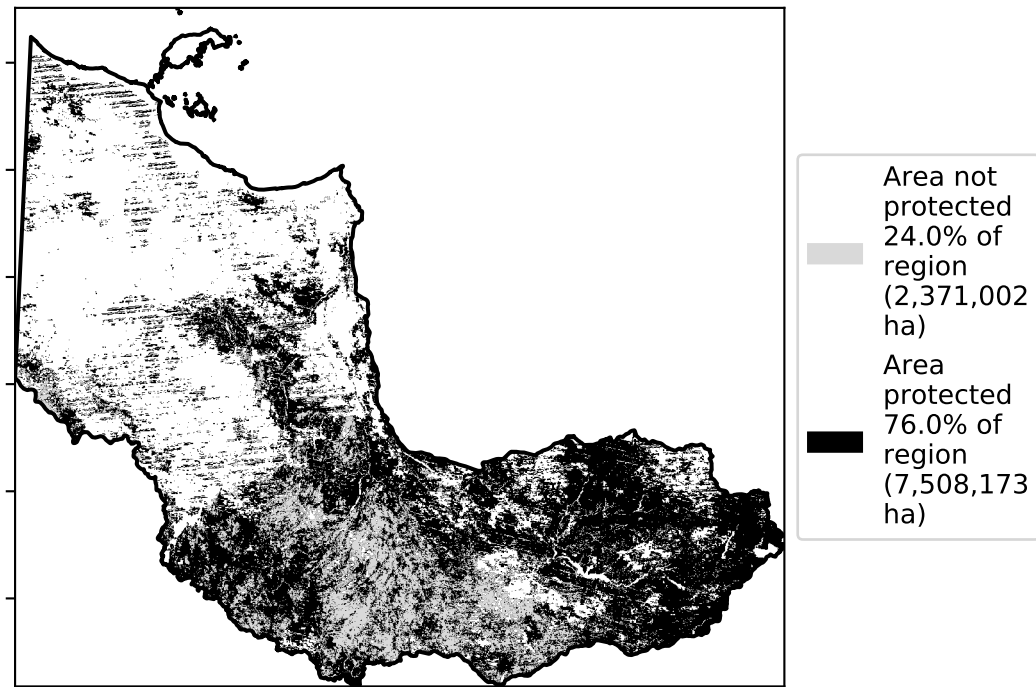 Area not
protected
24.0% of
region
(2,371,002
ha)
Area
protected
76.0% of
region
(7,508,173
ha)